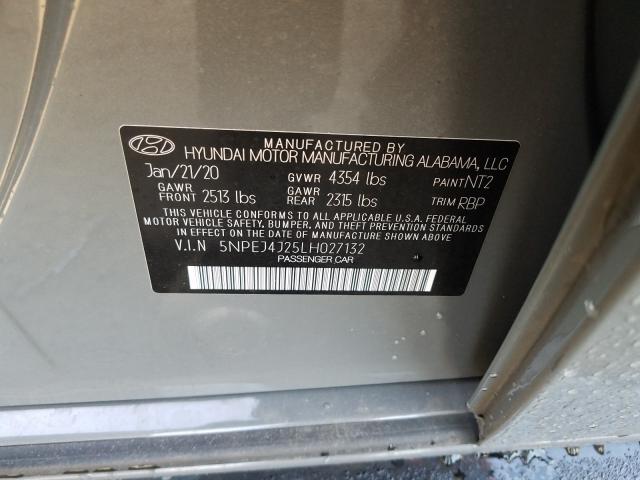 MANUFACTURED BY
HYUNDAI MOTOR MANUFACTURING ALABAMA, LLC
Jan/21/20 GVWR 4354 lbs PAINT NT2
GAWR FRONT 2513 lbs GAWR REAR 2315 lbs TRIM RBP
THIS VEHICLE CONFORMS TO ALL APPLICABLE U.S.A. FEDERAL
MOTOR VEHICLE SAFETY, BUMPER, AND THEFT PREVENTION STANDARDS
IN EFFECT ON THE DATE OF MANUFACTURE SHOWN ABOVE.
V.I.N 5NPEJ4J25LH027132
PASSENGER CAR